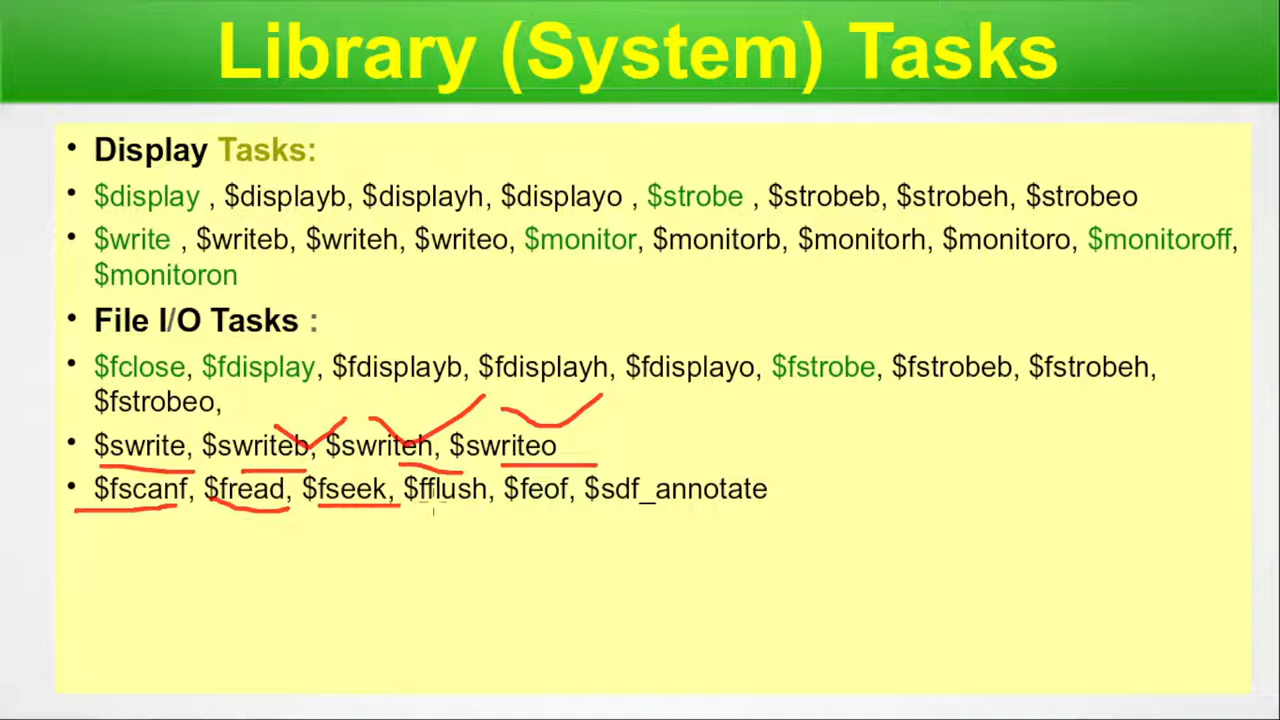 Library (System) Tasks
• Display Tasks:
• $display , $displayb, $displayh, $displayo , $strobe , $strobeb, $strobeh, $strobeo
• $write , $writeb, $writeh, $writeo, $monitor, $monitorb, $monitorh, $monitoro, $monitoroff,
$monitoron
• File I/O Tasks :
• $fclose, $fdisplay, $fdisplayb, $fdisplayh, $fdisplayo, $fstrobe, $fstrobeb, $fstrobeh,
$fstrobeo,
• $swrite, $swriteb, $swriteh, $swriteo
• $fscanf, $fread, $fseek, $fflush, $feof, $sdf_annotate